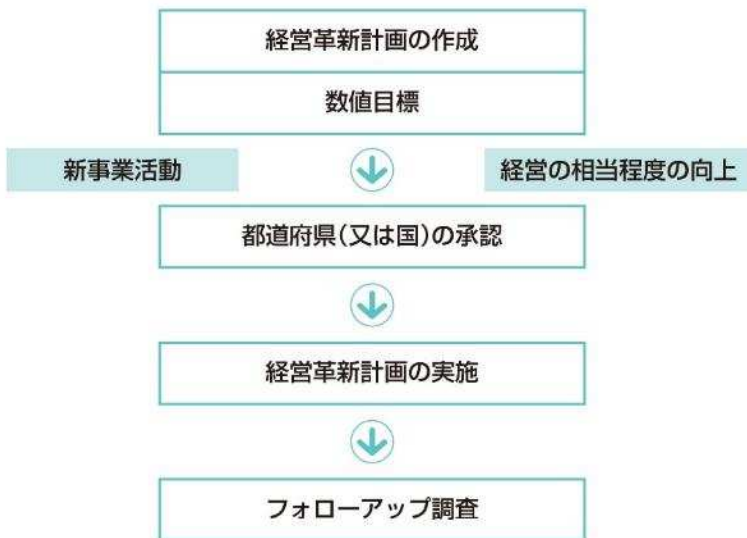 経営革新計画の作成
数値目標
新事業活動
経営の相当程度の向上
都道府県(又は国)の承認
経営革新計画の実施
フォローアップ調査